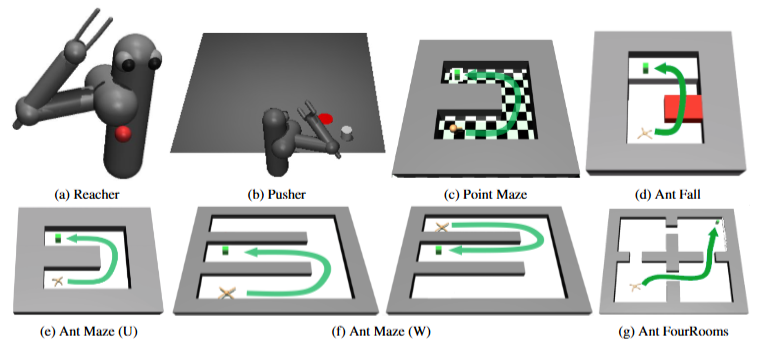 (a) Reacher
(b) Pusher
(c) Point Maze
(d) Ant Fall
(e) Ant Maze (U)
(f) Ant Maze (W)
(g) Ant FourRooms